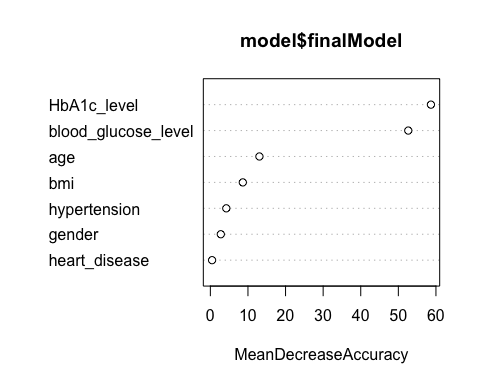 model$finalModel
HbA1c_level
blood_glucose_level
age
bmi
hypertension
gender
heart_disease
0 10 20 30 40 50 60
MeanDecreaseAccuracy